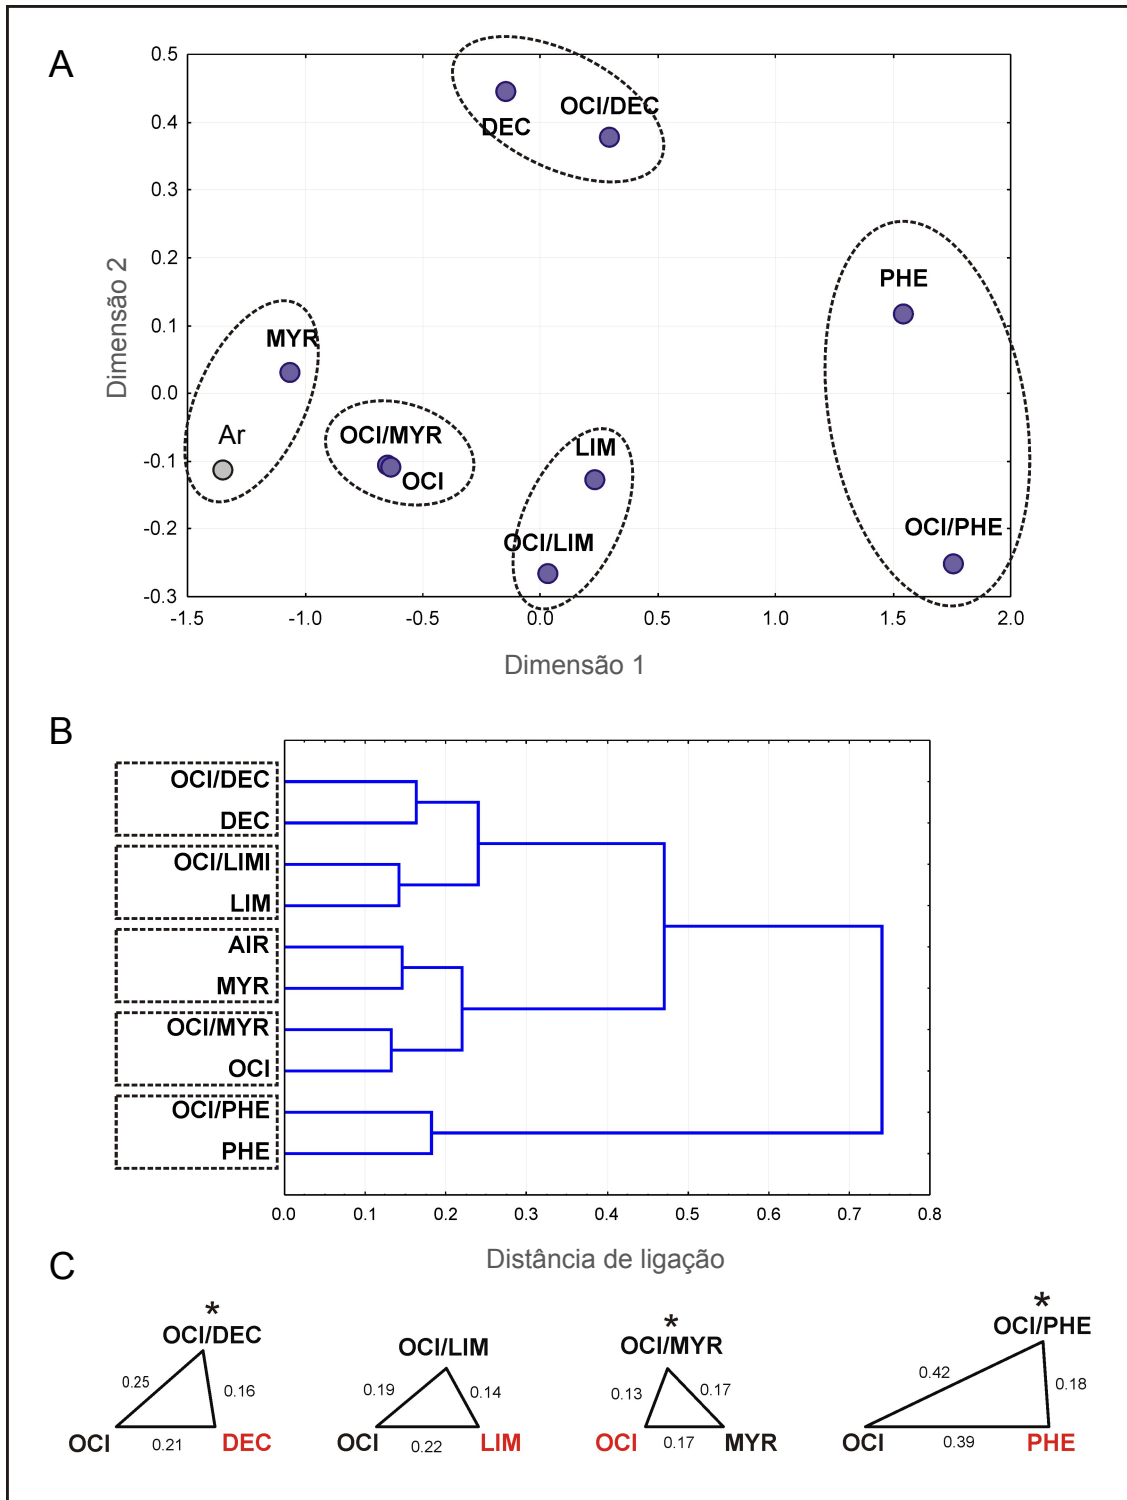 A
0.5
0.4
0.3
0.2
0.1
0.0
-0.1
-0.2
-0.3
Dimensão 2
DEC
OCI/DEC
PHE
MYR
Ar
OCI/MYR
OCI
LIM
OCI/LIM
OCI/PHE
-1.5 -1.0 -0.5 0.0 0.5 1.0 1.5 2.0
Dimensão 1
B
OCI/DEC
DEC
OCI/LIMI
LIM
AIR
MYR
OCI/MYR
OCI
OCI/PHE
PHE
0.0 0.1 0.2 0.3 0.4 0.5 0.6 0.7 0.8
Distância de ligação
C
*
OCI/DEC
0.25
0.16
OCI
0.21
DEC
OCI/LIM
0.19
0.14
OCI
0.22
LIM
*
OCI/MYR
0.13
0.17
OCI
0.17
MYR
*
OCI/PHE
0.42
0.18
OCI
0.39
PHE